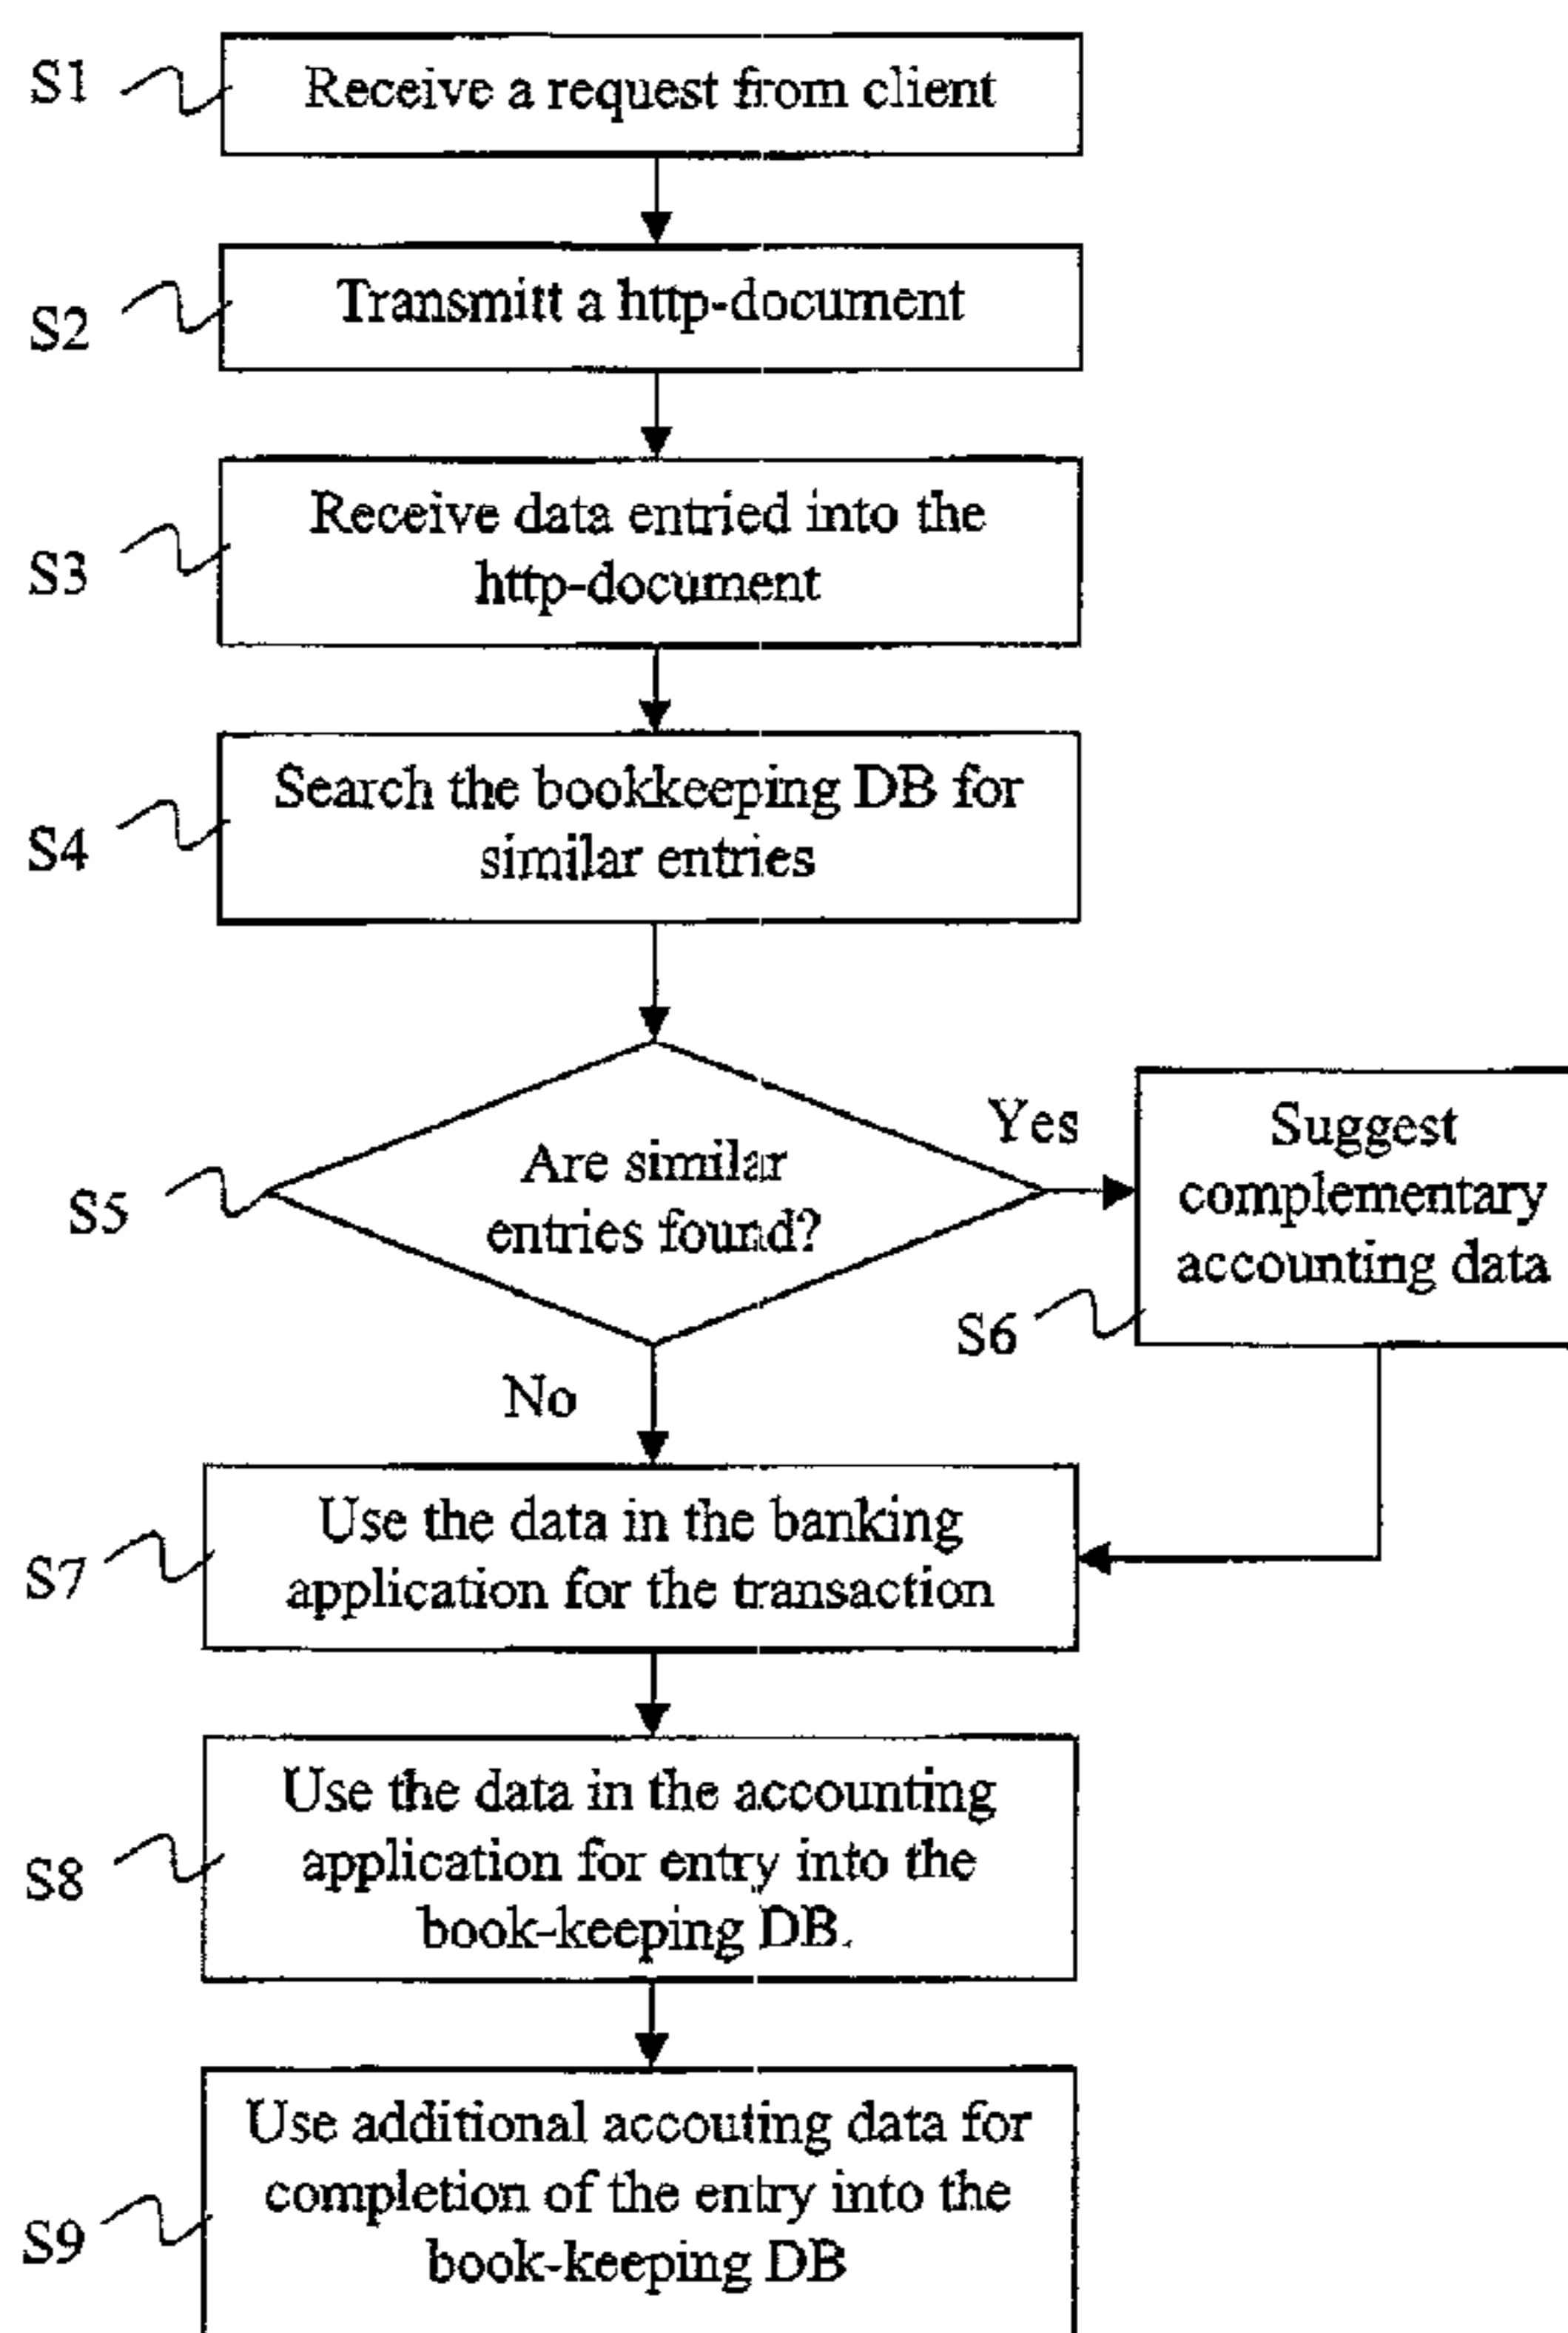 S1
Receive a request from client
S2
Transmitt a http-document
S3
Receive data entried into the
http-document
S4
Search the bookkeeping DB for
similar entries
S5
Are similar
entries found?
Yes
S6
Suggest
complementary
accounting data
No
S7
Use the data in the banking
application for the transaction
S8
Use the data in the accounting
application for entry into the
book-keeping DB.
S9
Use additional accouting data for
completion of the entry into the
book-keeping DB